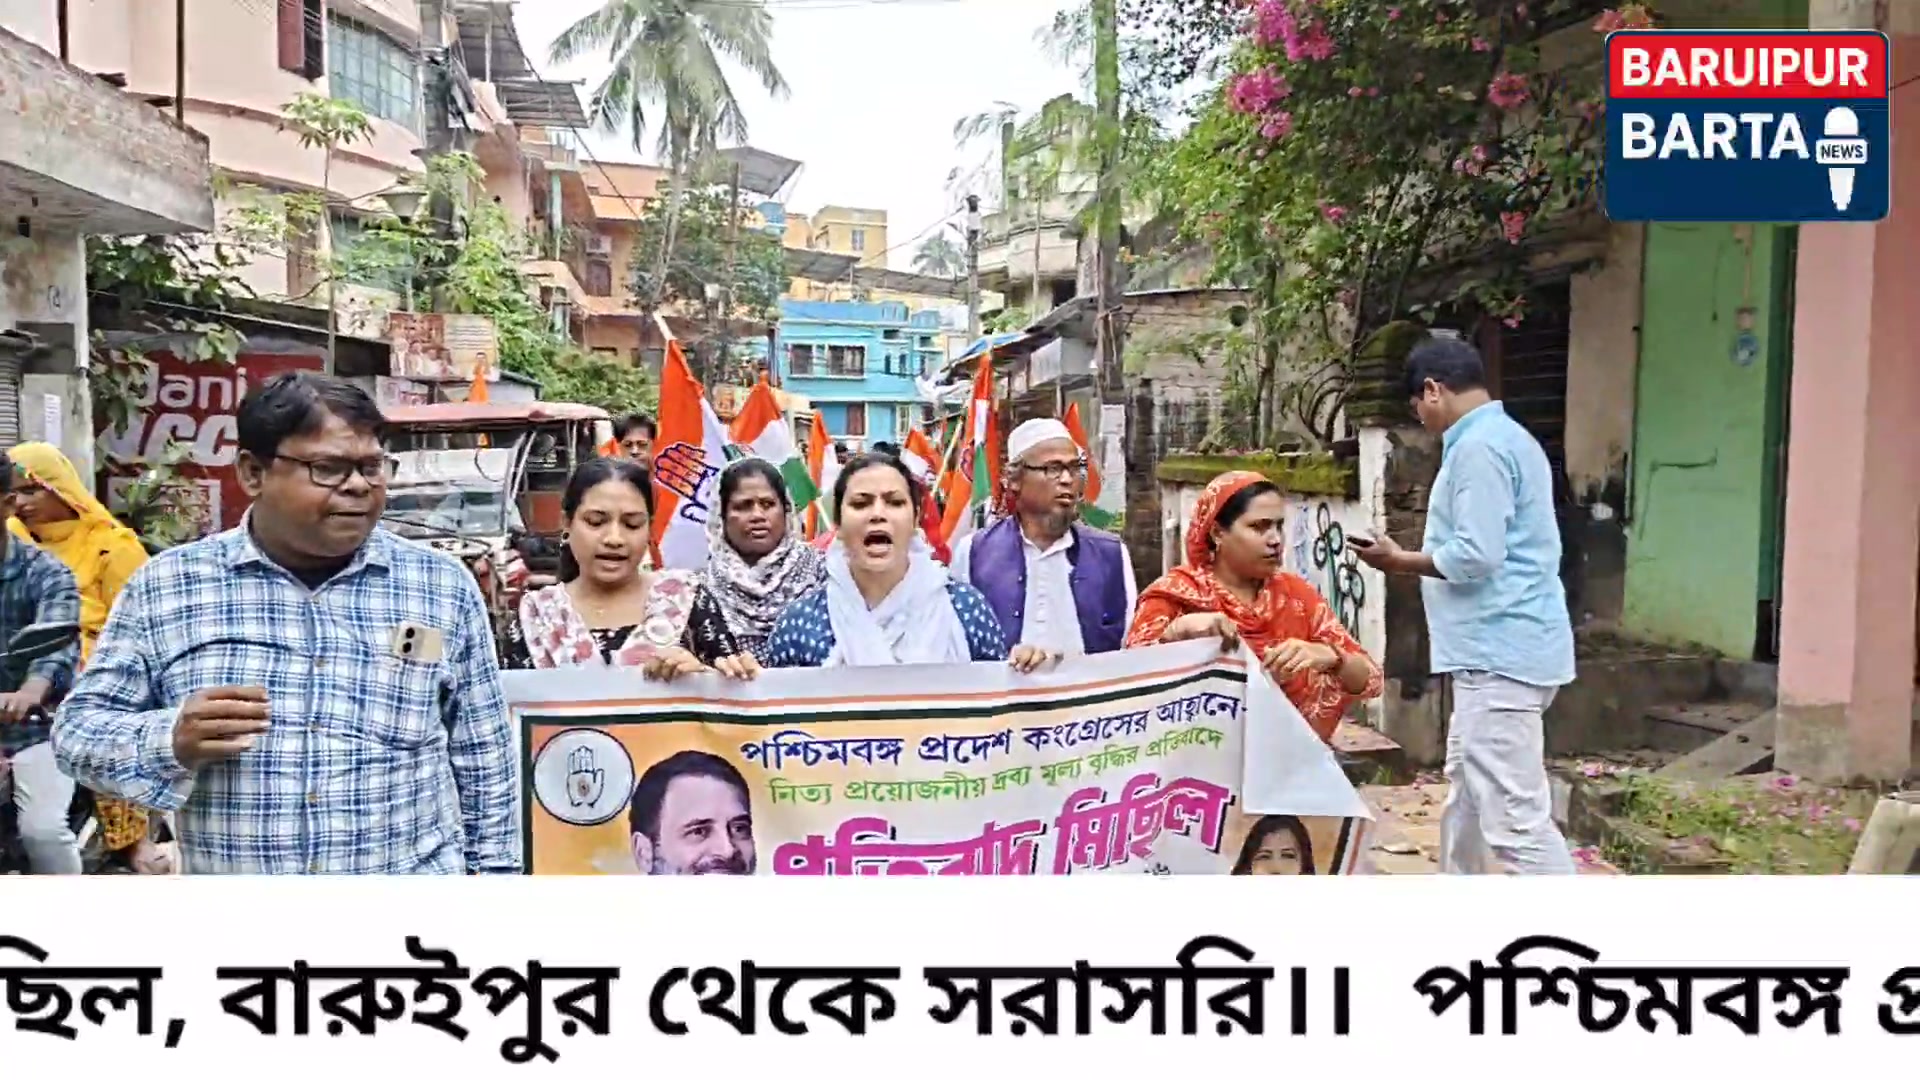 BARUIPUR
BARTA
NEWS
পশ্চিমবঙ্গ প্রদেশ কংগ্রেসের আহ্বানে
নিত্য প্রয়োজনীয় দ্রব্য মূল্য বৃদ্ধির প্রতিবাদে
প্রতিবাদ মিছিল
ছিল, বারুইপুর থেকে সরাসরি।। পশ্চিমবঙ্গ প্র